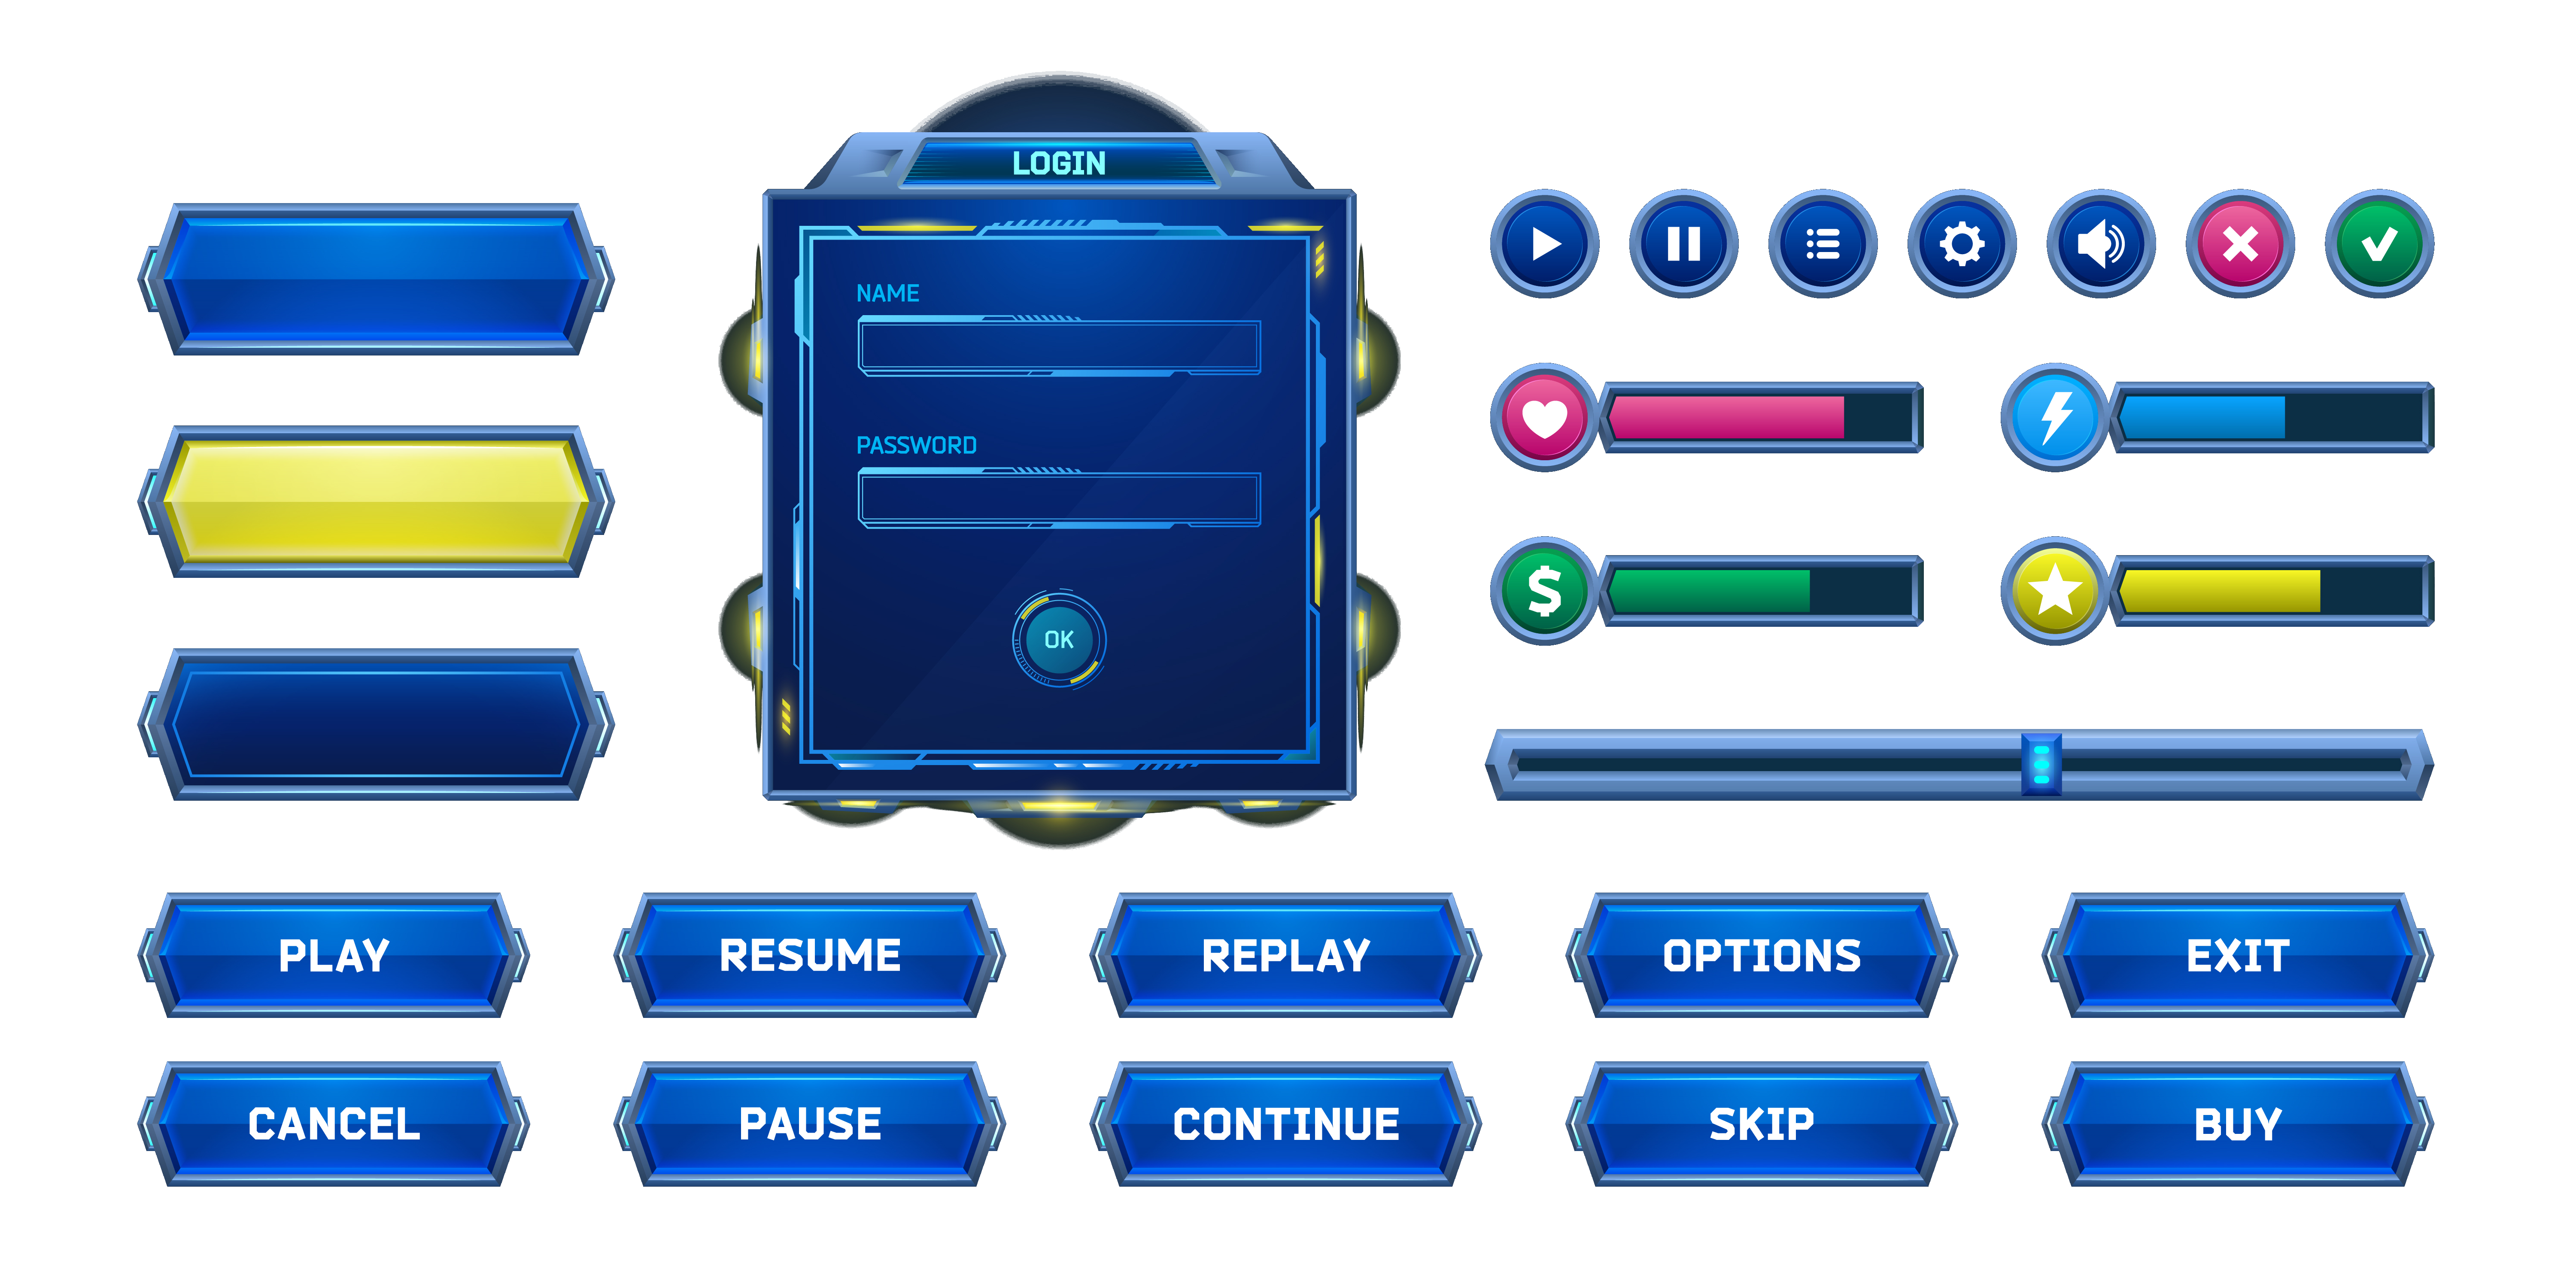 LOGIN
NAME
PASSWORD
OK
$
PLAY
RESUME
REPLAY
OPTIONS
EXIT
CANCEL
PAUSE
CONTINUE
SKIP
BUY